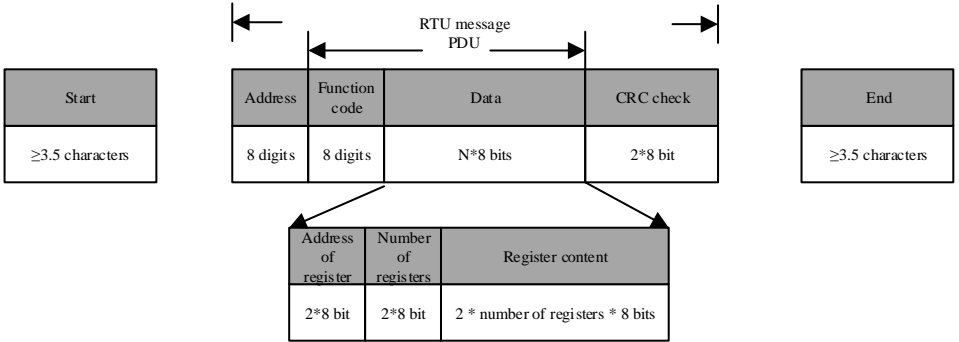 RTU message
PDU
Start
Address
Function
code
Data
CRC check
End
≥3.5 characters
8 digits
8 digits
N*8 bits
2*8 bit
≥3.5 characters
Address
of
register
Number
of
registers
Register content
2*8 bit
2*8 bit
2 * number of registers * 8 bits